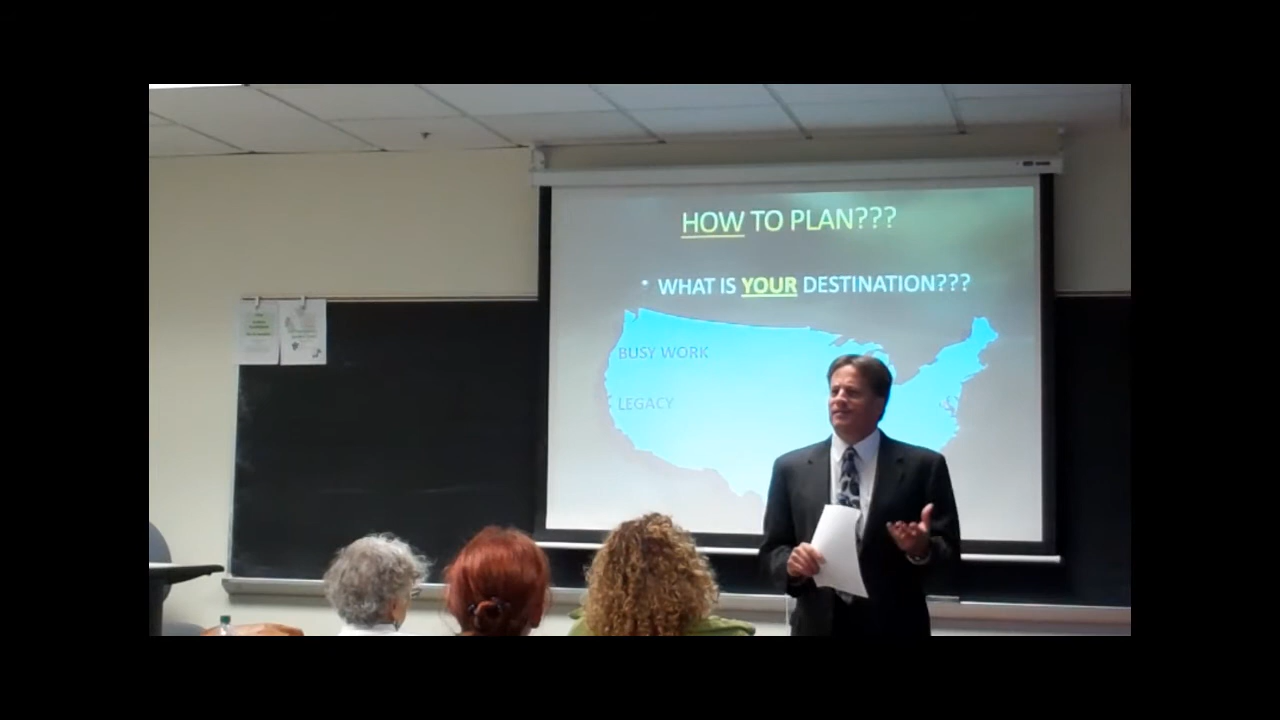 HOW TO PLAN???
• WHAT IS YOUR DESTINATION???
BUSY WORK
LEGACY